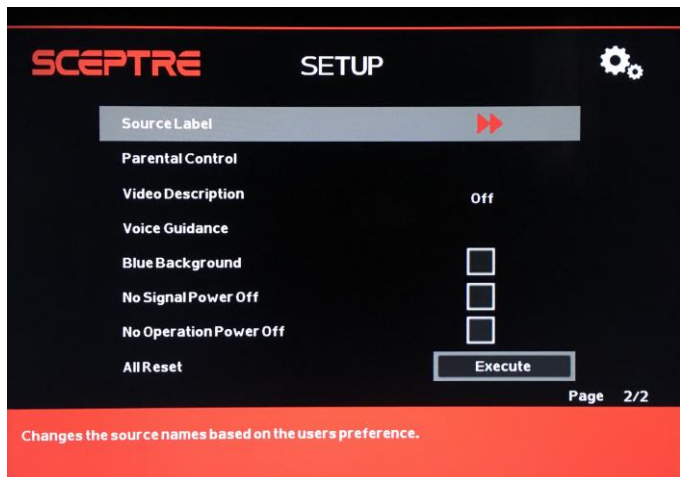 SCEPTRE SETUP
Source Label
Parental Control
Video Description Off
Voice Guidance
Blue Background
No Signal Power Off
No Operation Power Off
All Reset Execute
Page 2/2
Changes the source names based on the users preference.